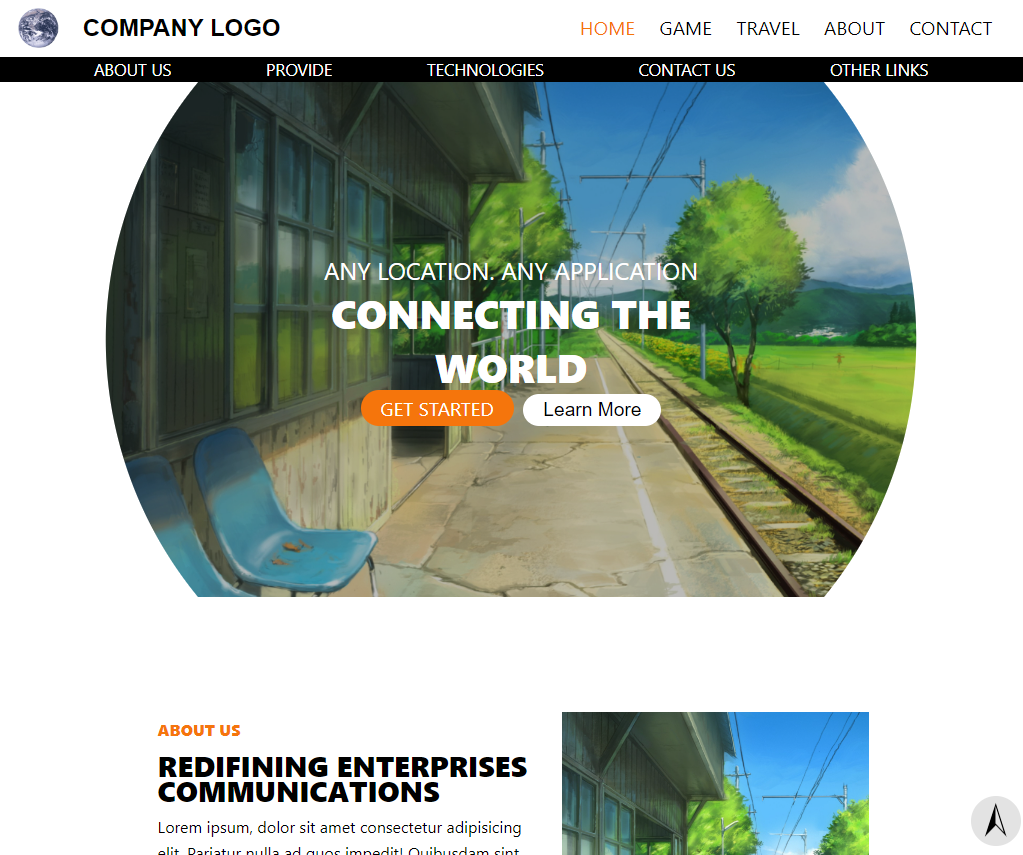 COMPANY LOGO
HOME GAME TRAVEL ABOUT CONTACT
ABOUT US PROVIDE TECHNOLOGIES CONTACT US OTHER LINKS
ANY LOCATION. ANY APPLICATION
CONNECTING THE
WORLD
GET STARTED Learn More
ABOUT US
REDIFINING ENTERPRISES
COMMUNICATIONS
Lorem ipsum, dolor sit amet consectetur adipisicing
elit. Pariatur nulla ad quos impedit! Quibusdam sint